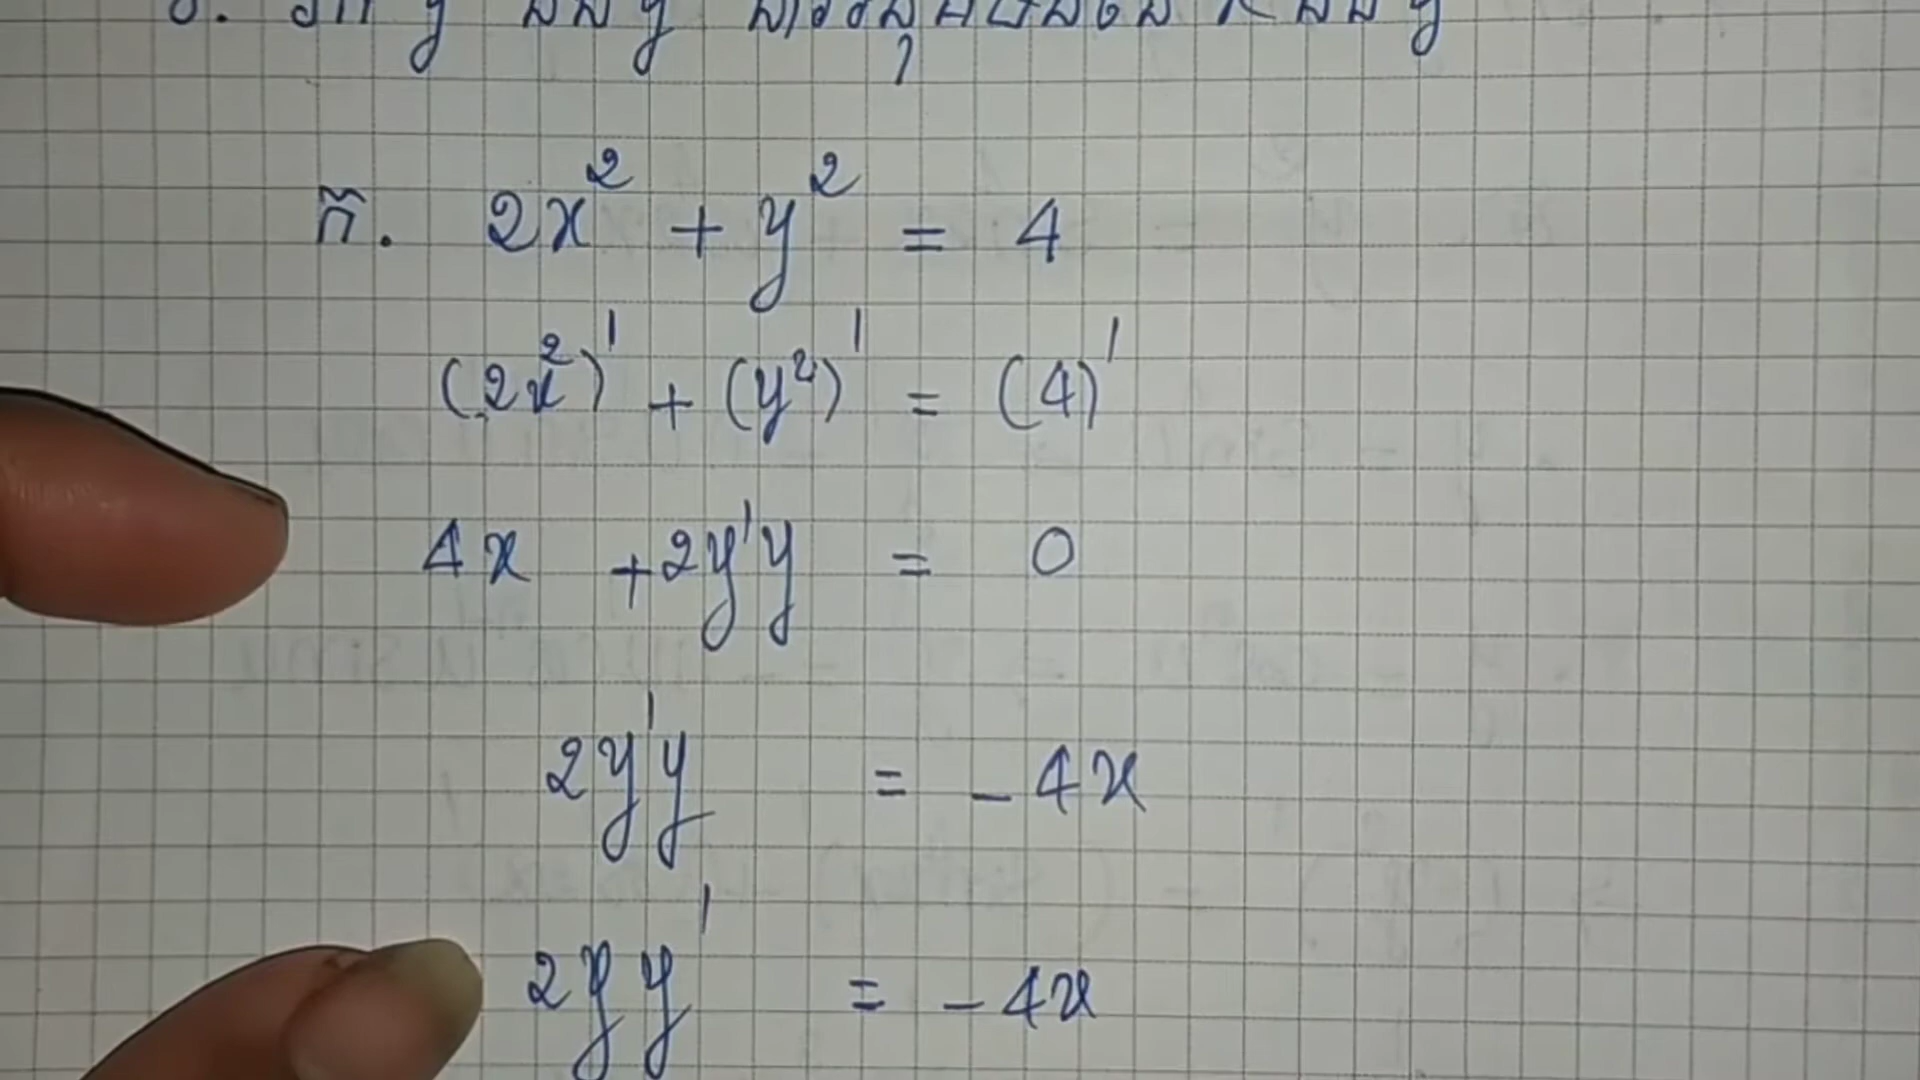 ក. 2x² + y² = 4
(2x²)' + (y²)' = (4)'
4x + 2y'y = 0
2y'y = - 4x
2yy' = - 4x